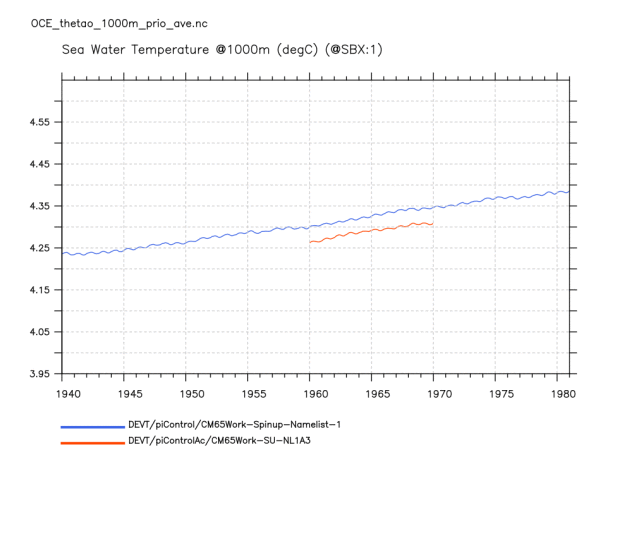 OCE_thetao_1000m_prio_ave.nc
Sea Water Temperature @1000m (degC) (@SBX:1)
4.55
4.45
4.35
4.25
4.15
4.05
3.95
1940 1945 1950 1955 1960 1965 1970 1975 1980
DEVT/piControl/CM65Work-Spinup-Namelist-1
DEVT/piControlAc/CM65Work-SU-NL1A3